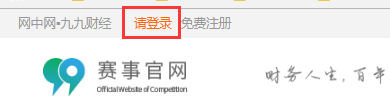 网中网•九九财经 请登录 免费注册
赛事官网
Official Website of Competition
财务人生，百年